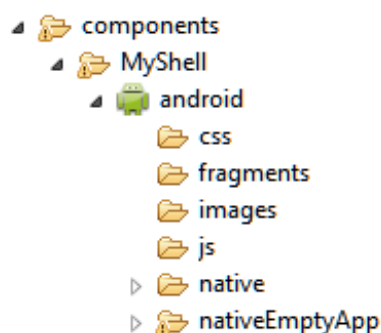 components
MyShell
android
css
fragments
images
js
native
nativeEmptyApp